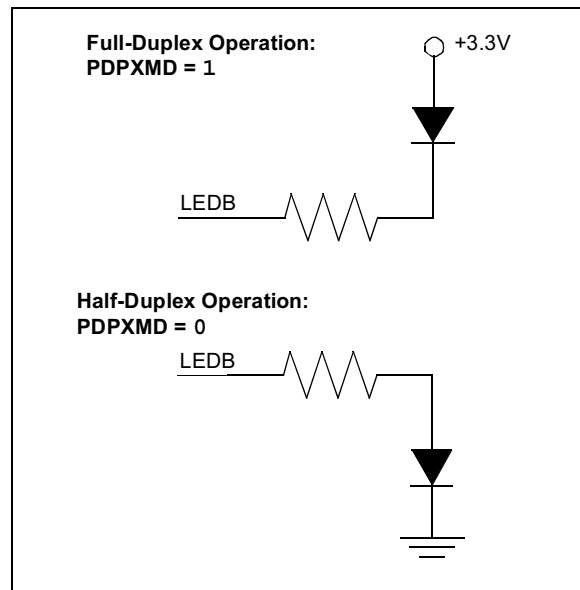 Full-Duplex Operation:
PDPXMD = 1
+3.3V
LEDB
Half-Duplex Operation:
PDPXMD = 0
LEDB